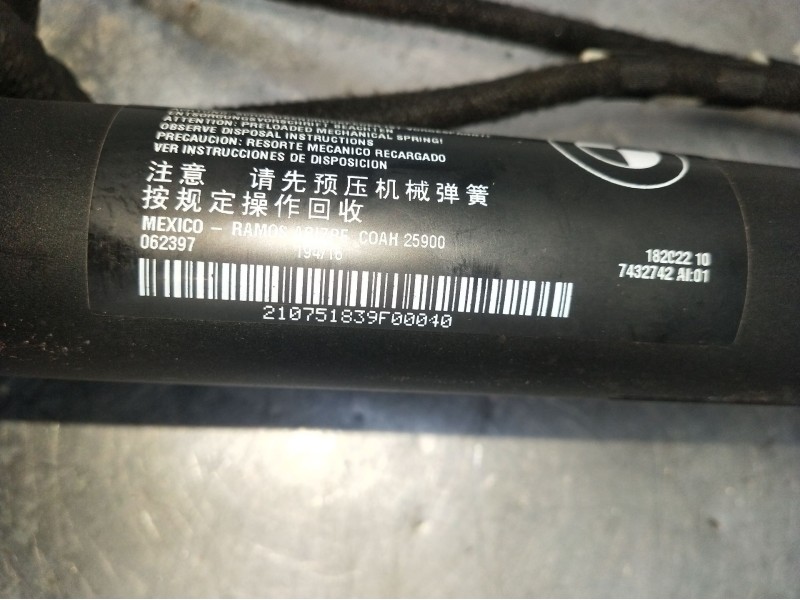 ATTENTION: PRELOADED MECHANICAL SPRING!
OBSERVE DISPOSAL INSTRUCTIONS
PRECAUCION: RESORTE MECANICO RECARGADO
VER INSTRUCCIONES DE DISPOSICION
注意 请先预压机械弹簧
按规定操作回收
MEXICO - RAMOS ARIZPE, COAH 25900
062397 194/10
7432742 AI:01
210751839F00040